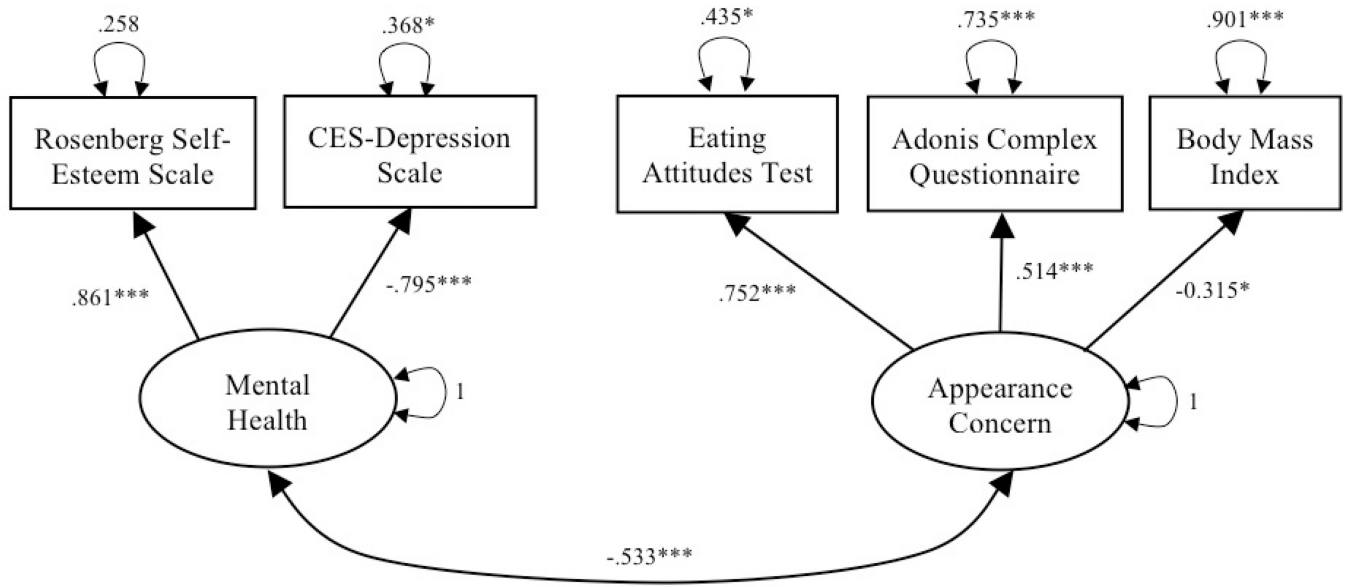 .258
.368*
.435*
.735***
.901***
Rosenberg Self-
Esteem Scale
CES-Depression
Scale
Eating
Attitudes Test
Adonis Complex
Questionnaire
Body Mass
Index
.861***
-.795***
.752***
.514***
-0.315*
Mental
Health
1
Appearance
Concern
1
-.533***